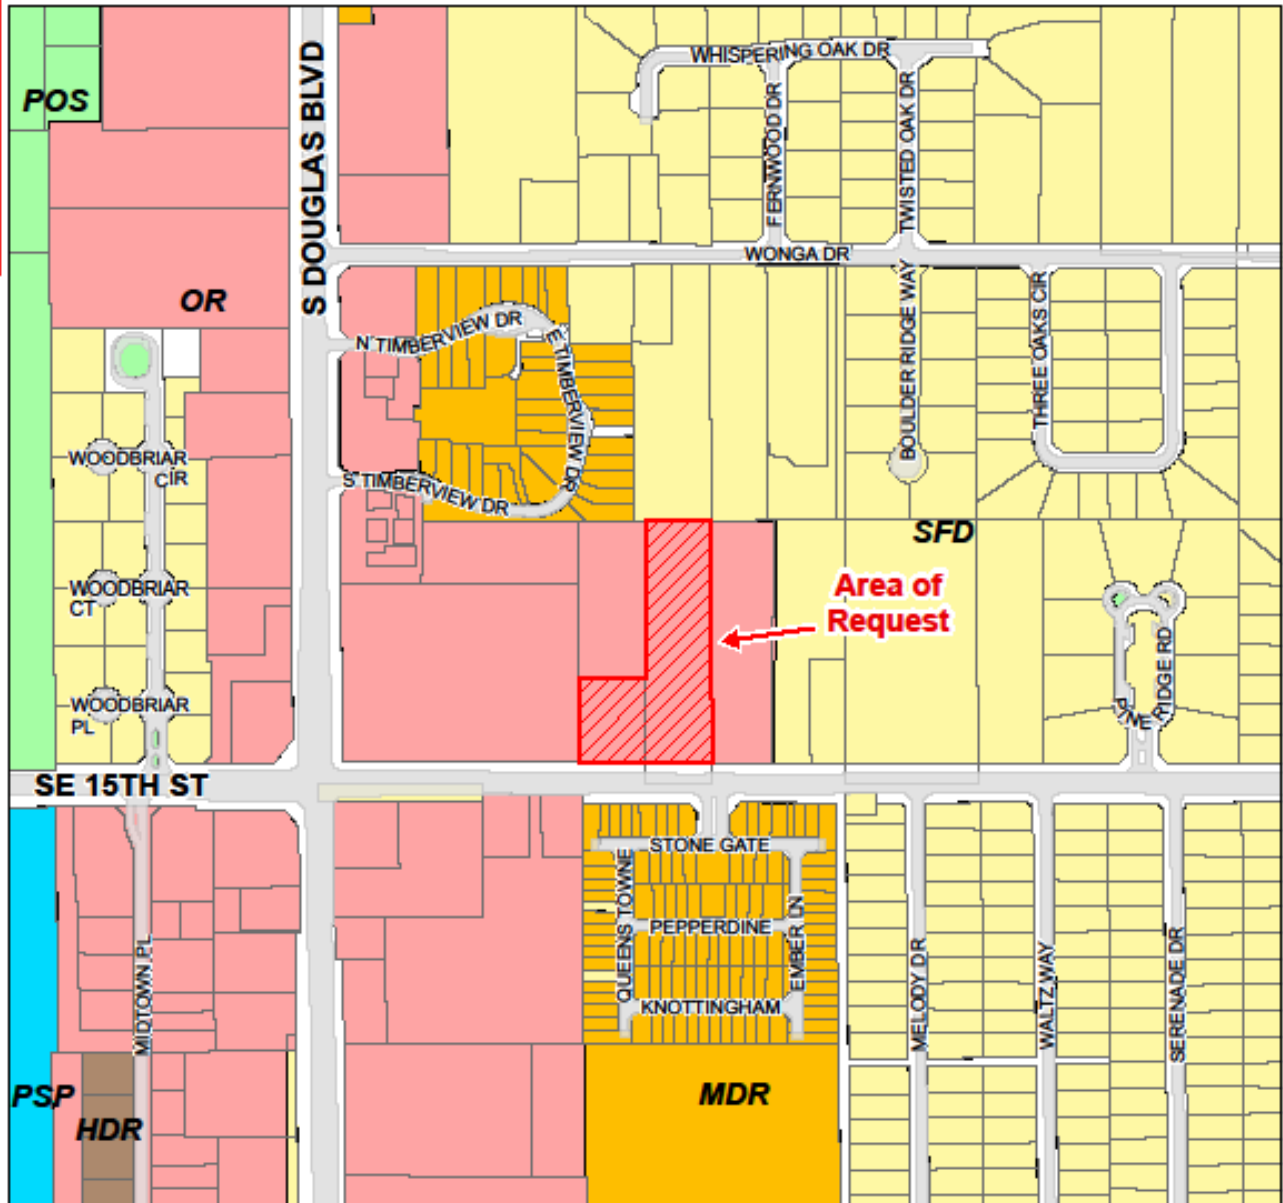 WHISPERING OAK DR
POS
S DOUGLAS BLVD
FERNWOOD DR
TWISTED OAK DR
WONGA DR
OR
N TIMBERVIEW DR
E TIMBERVIEW DR
BOULDER RIDGE WAY
THREE OAKS CIR
WOODBRIAR
CIR
S TIMBERVIEW DR
SFD
WOODBRIAR
CT
Area of
Request
PINE RIDGE RD
WOODBRIAR
PL
SE 15TH ST
STONE GATE
QUEENS TOWNE
PEPPERDINE
EMBER LN
KNOTTINGHAM
MIDTOWN PL
MELODY DR
WALTZ WAY
SERENADE DR
PSP
HDR
MDR